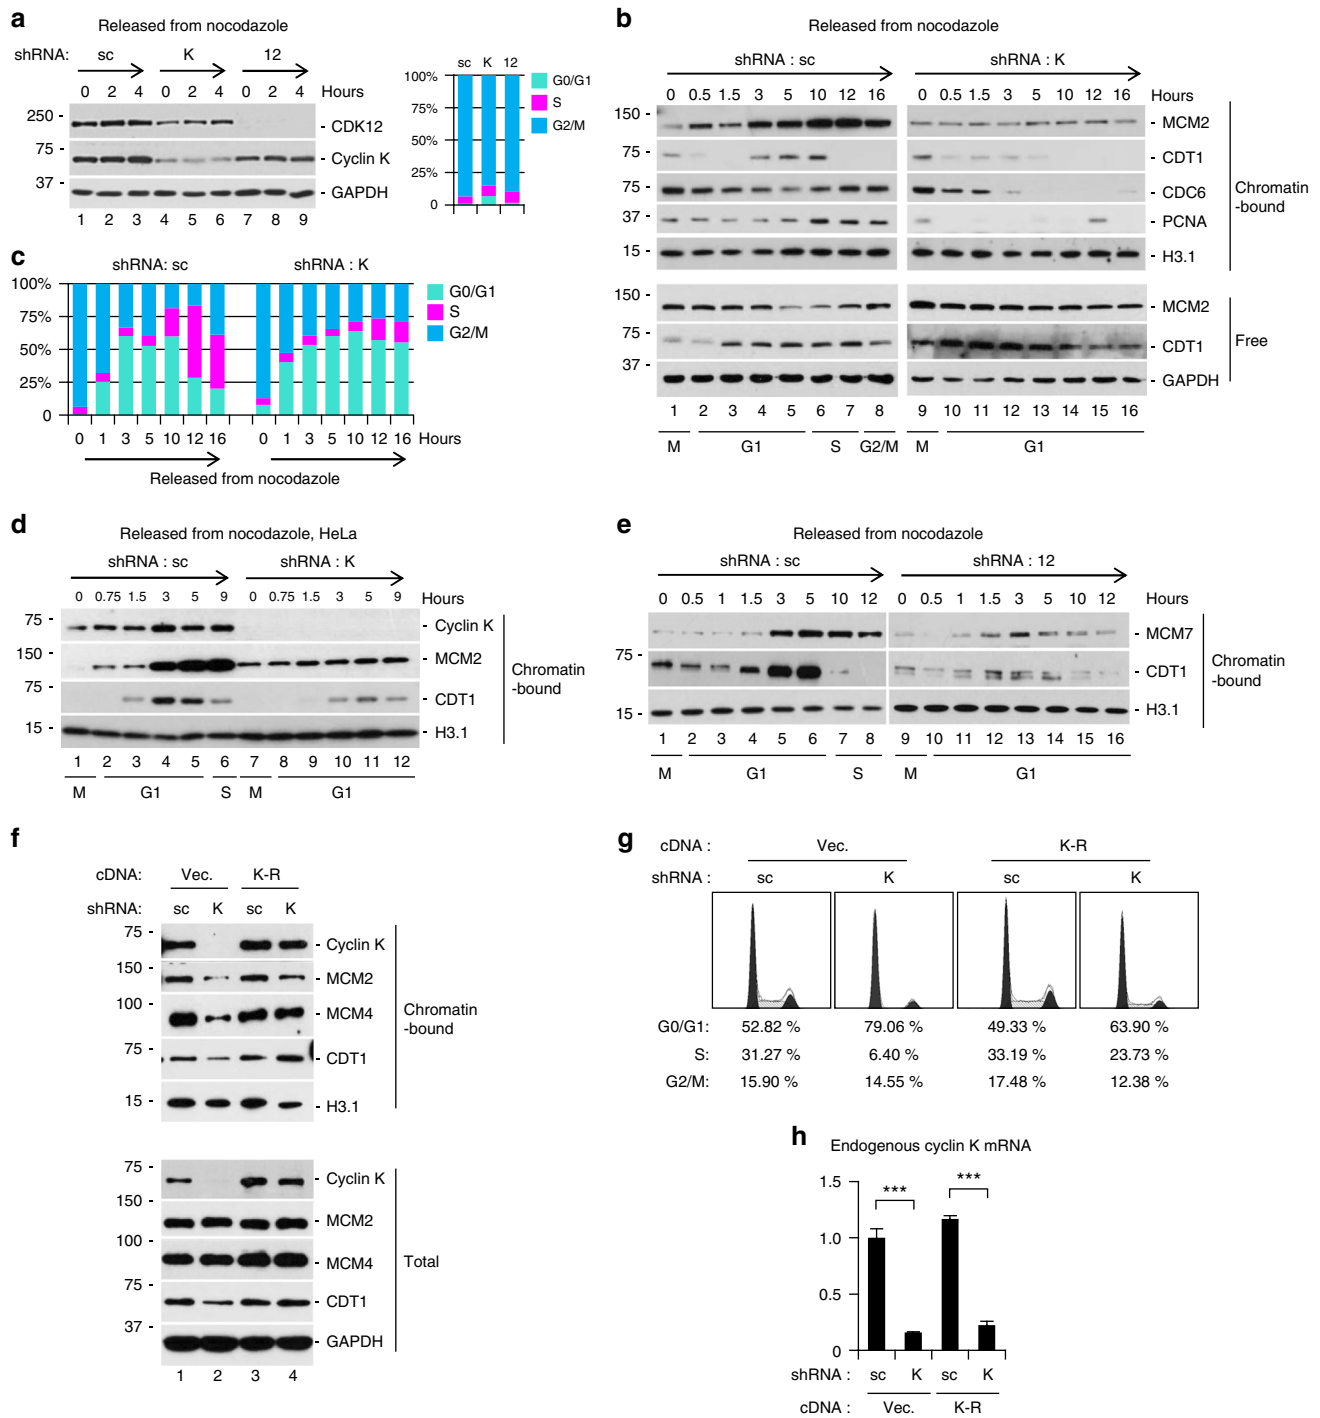 a
Released from nocodazole
shRNA: sc K 12
0 2 4 0 2 4 0 2 4 Hours
250 - - CDK12
75 - - Cyclin K
37 - - GAPDH
1 2 3 4 5 6 7 8 9
sc K 12
100%
75%
50%
25%
0
G0/G1
S
G2/M
b
Released from nocodazole
shRNA : sc shRNA : K
0 0.5 1.5 3 5 10 12 16 0 0.5 1.5 3 5 10 12 16 Hours
150 - - MCM2
75 - - CDT1
75 - - CDC6
37 - - PCNA
15 - - H3.1
Chromatin
-bound
150 - - MCM2
75 - - CDT1
37 - - GAPDH
Free
1 2 3 4 5 6 7 8 9 10 11 12 13 14 15 16
M G1 S G2/M M G1
c
shRNA: sc shRNA : K
100%
75%
50%
25%
0
G0/G1
S
G2/M
0 1 3 5 10 12 16 0 1 3 5 10 12 16 Hours
Released from nocodazole
d
Released from nocodazole, HeLa
shRNA : sc shRNA : K
0 0.75 1.5 3 5 9 0 0.75 1.5 3 5 9 Hours
75 - - Cyclin K
150 - - MCM2
75 - - CDT1
15 - - H3.1
Chromatin
-bound
1 2 3 4 5 6 7 8 9 10 11 12
M G1 S M G1
e
Released from nocodazole
shRNA : sc shRNA : 12
0 0.5 1 1.5 3 5 10 12 0 0.5 1 1.5 3 5 10 12 Hours
- MCM7
75 - - CDT1
15 - - H3.1
Chromatin
-bound
1 2 3 4 5 6 7 8 9 10 11 12 13 14 15 16
M G1 S M G1
f
cDNA: Vec. K-R
shRNA: sc K sc K
75 - - Cyclin K
150 - - MCM2
100 - - MCM4
75 - - CDT1
15 - - H3.1
Chromatin
-bound
75 - - Cyclin K
150 - - MCM2
100 - - MCM4
75 - - CDT1
37 - - GAPDH
Total
1 2 3 4
g
cDNA : Vec. K-R
shRNA : sc K sc K
G0/G1: 52.82 % 79.06 % 49.33 % 63.90 %
S: 31.27 % 6.40 % 33.19 % 23.73 %
G2/M: 15.90 % 14.55 % 17.48 % 12.38 %
h
Endogenous cyclin K mRNA
1.5
1.0
0.5
0
*** ***
shRNA : sc K sc K
cDNA : Vec. K-R